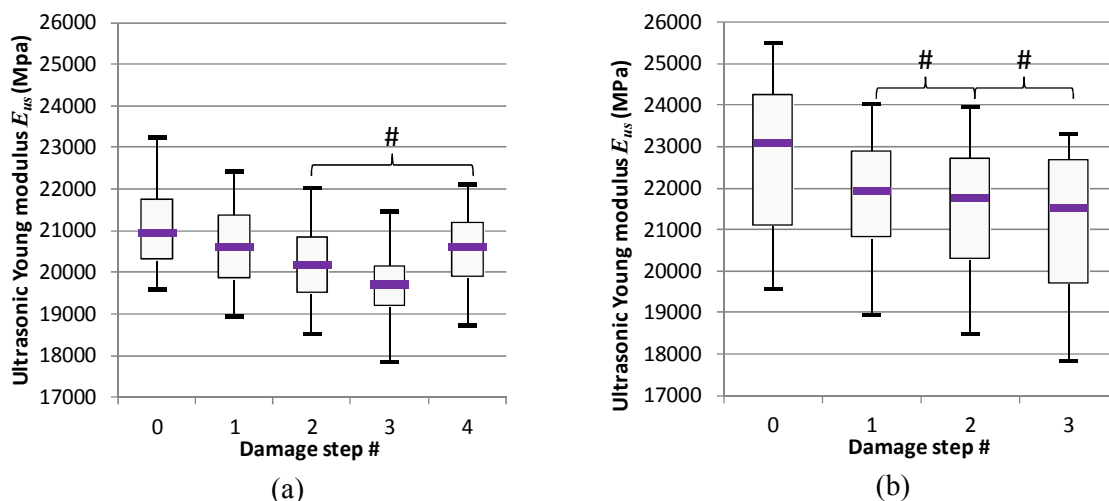 Ultrasonic Young modulus Eus (Mpa)
26000
25000
24000
23000
22000
21000
20000
19000
18000
17000
#
0 1 2 3 4
Damage step #
(a)
Ultrasonic Young modulus Eus (MPa)
26000
25000
24000
23000
22000
21000
20000
19000
18000
17000
# #
0 1 2 3
Damage step #
(b)